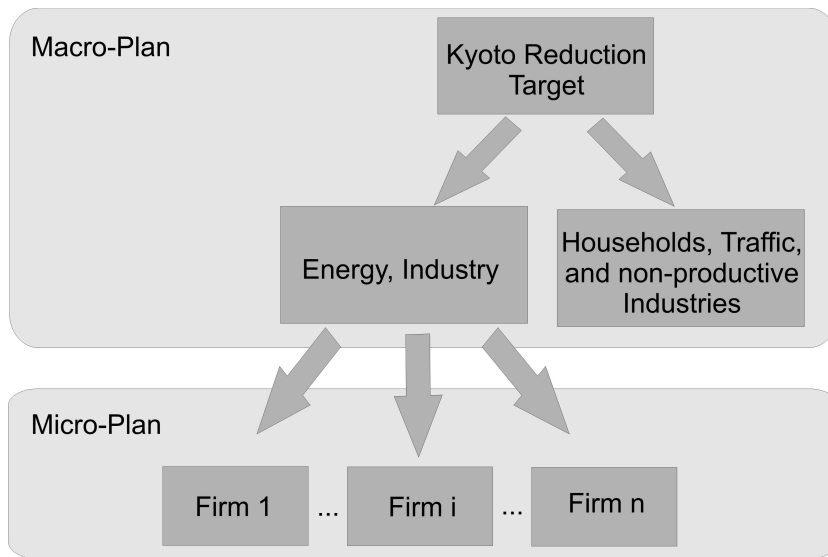 Macro-Plan
Kyoto Reduction
Target
Energy, Industry
Households, Traffic,
and non-productive
Industries
Micro-Plan
Firm 1 ... Firm i ... Firm n